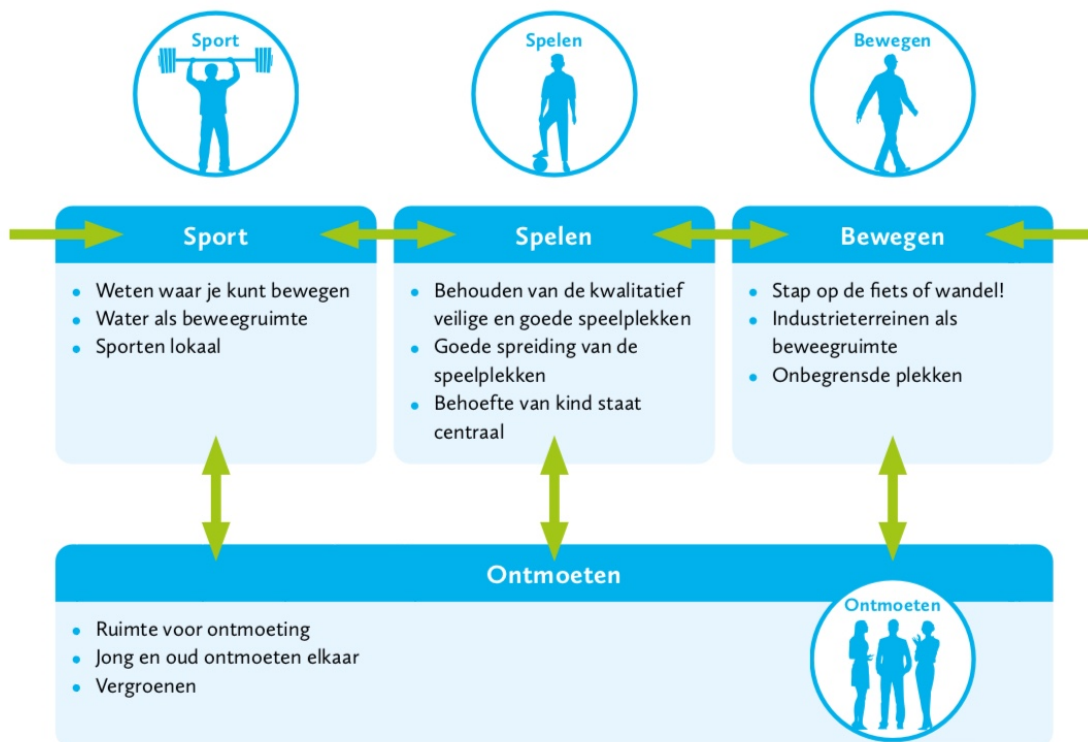 Sport
Spelen
Bewegen
Sport
Weten waar je kunt bewegen
Water als beweegruimte
Sporten lokaal
Spelen
Behouden van de kwalitatief
veilige en goede speelplekken
Goede spreiding van de
speelplekken
Behoefte van kind staat
centraal
Bewegen
Stap op de fiets of wandel!
Industrieterreinen als
beweegruimte
Onbegrensde plekken
Ontmoeten
Ruimte voor ontmoeting
Jong en oud ontmoeten elkaar
Vergroenen
Ontmoeten